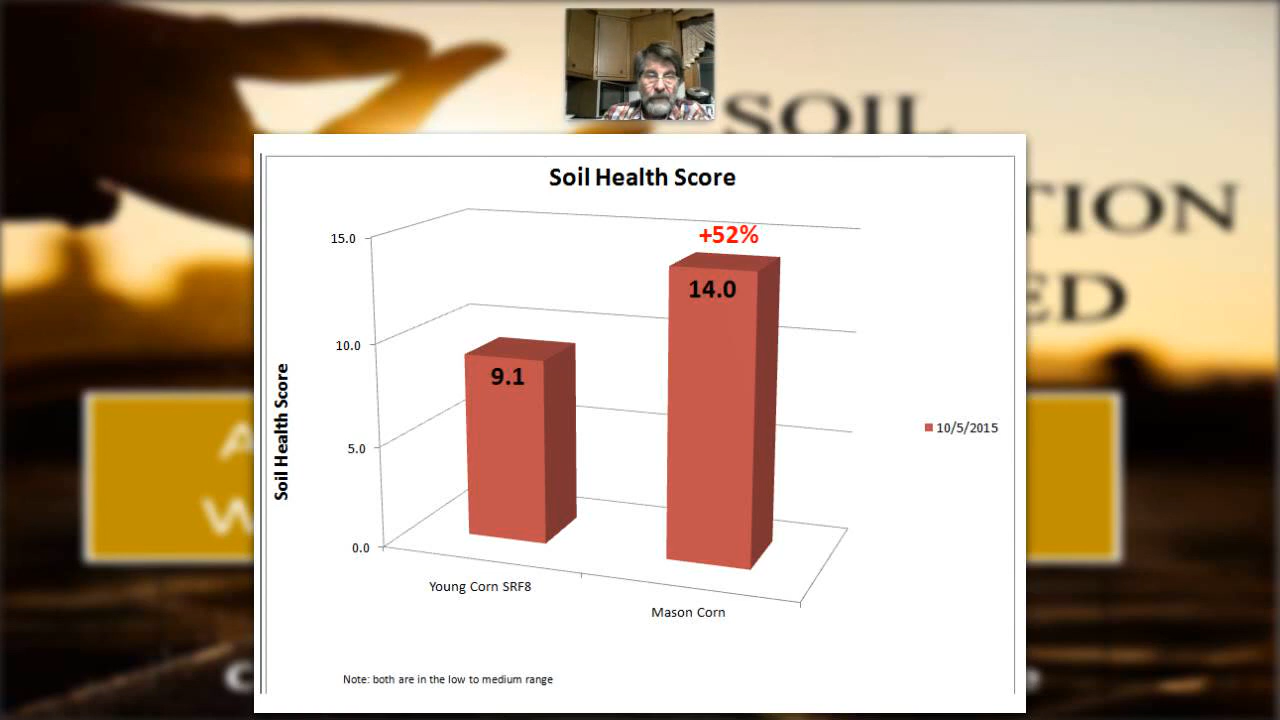 SOIL
TION
ED
Soil Health Score
+52%
15.0
10.0
5.0
0.0
Soil Health Score
9.1
14.0
10/5/2015
Young Corn SRF8
Mason Corn
Note: both are in the low to medium range